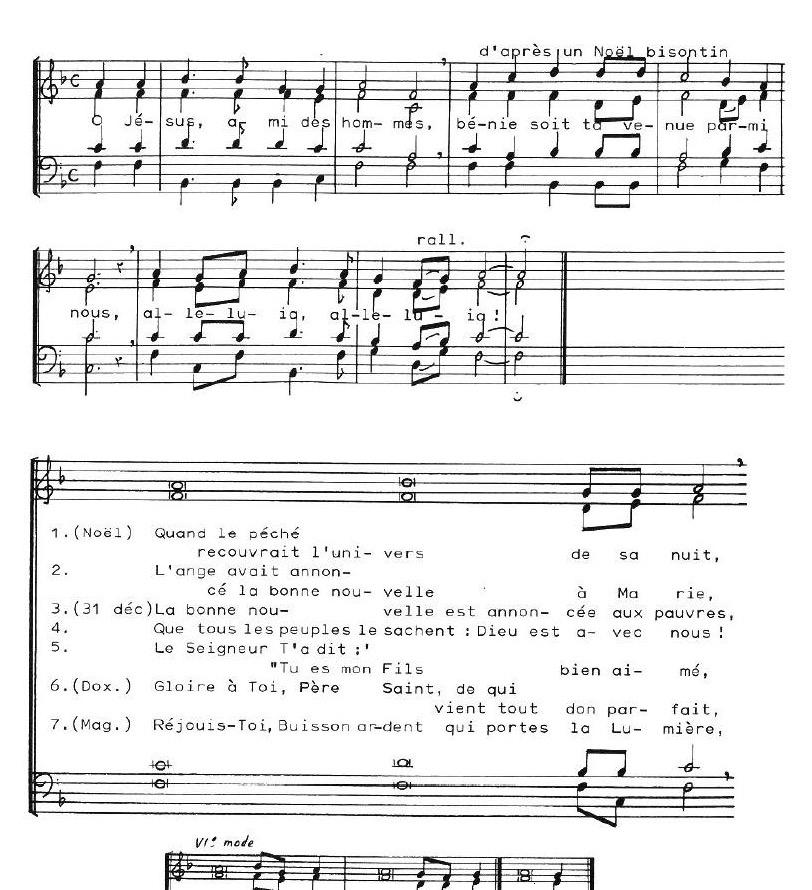 d'après un Noël bisontin
O Jé- sus, a- mi des hom- mes, bé-nie soit ta ve- nue par-mi
rall.
nous, al- le- lu- ia, al-le- lu - ia !
1.(Noël) Quand le péché
recouvrait l'uni- vers de sa nuit,
2. L'ange avait annon-
cé la bonne nou- velle à Ma rie,
3.(31 déc)La bonne nou- velle est annon- cée aux pauvres,
4. Que tous les peuples le sachent : Dieu est a- vec nous !
5. Le Seigneur T'a dit :'
"Tu es mon Fils bien ai- mé,
6.(Dox.) Gloire à Toi, Père Saint, de qui
vient tout don par- fait,
7.(Mag.) Réjouis-Toi, Buisson ar-dent qui portes la Lu- mière,
VI° mode